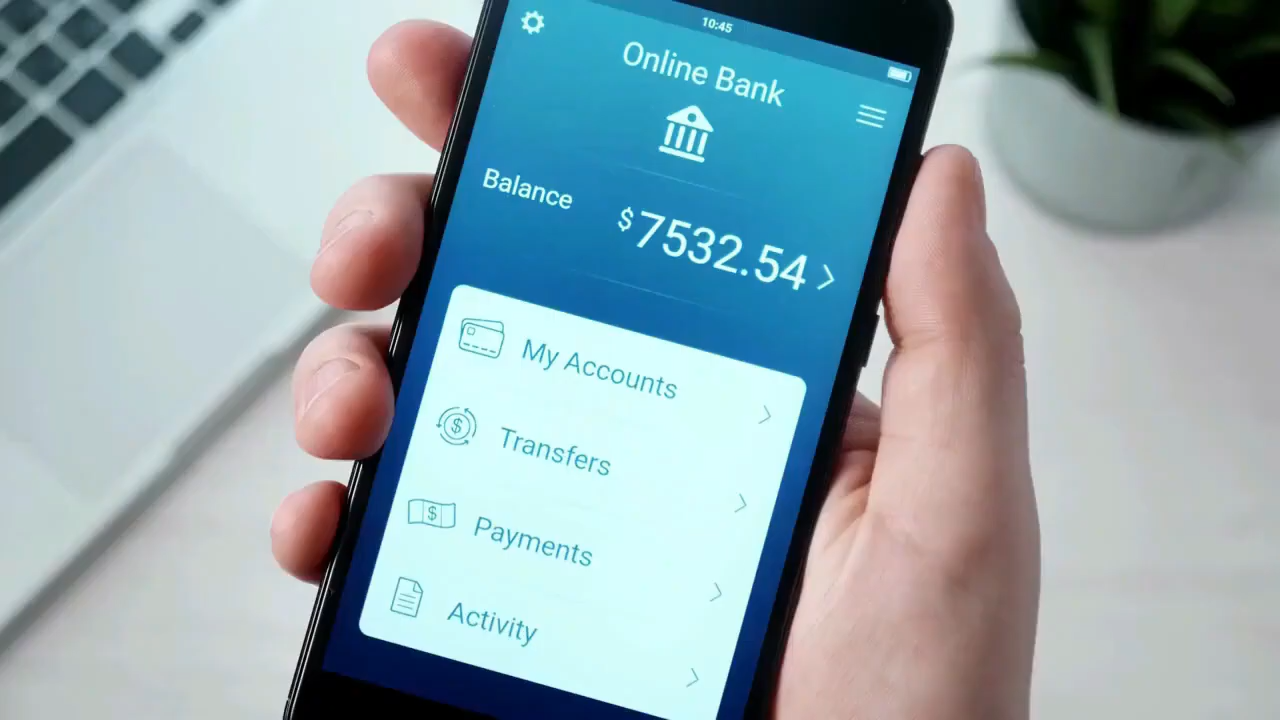 10:45
Online Bank
Balance
$7532.54
My Accounts
Transfers
Payments
Activity